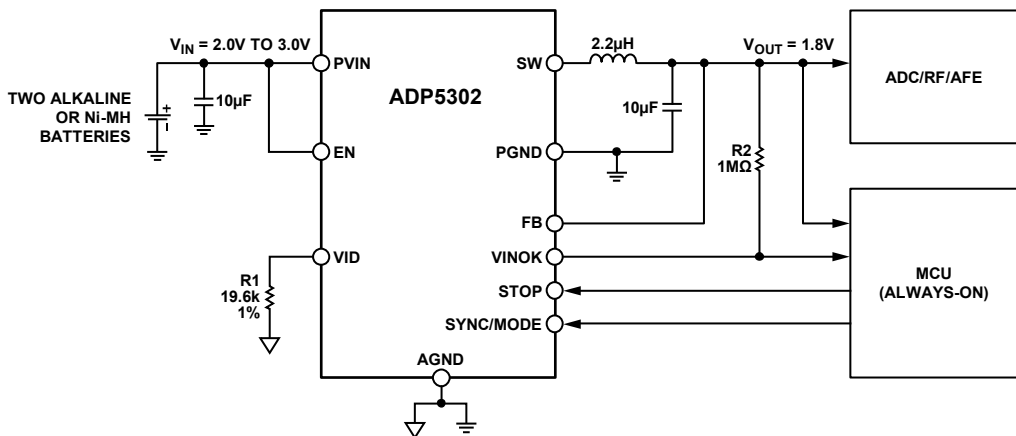 V_IN = 2.0V TO 3.0V
TWO ALKALINE
OR Ni-MH
BATTERIES
+
–
10µF
PVIN
EN
VID
R1
19.6k
1%
ADP5302
AGND
SW
PGND
FB
VINOK
STOP
SYNC/MODE
2.2µH
10µF
V_OUT = 1.8V
R2
1MΩ
ADC/RF/AFE
MCU
(ALWAYS-ON)